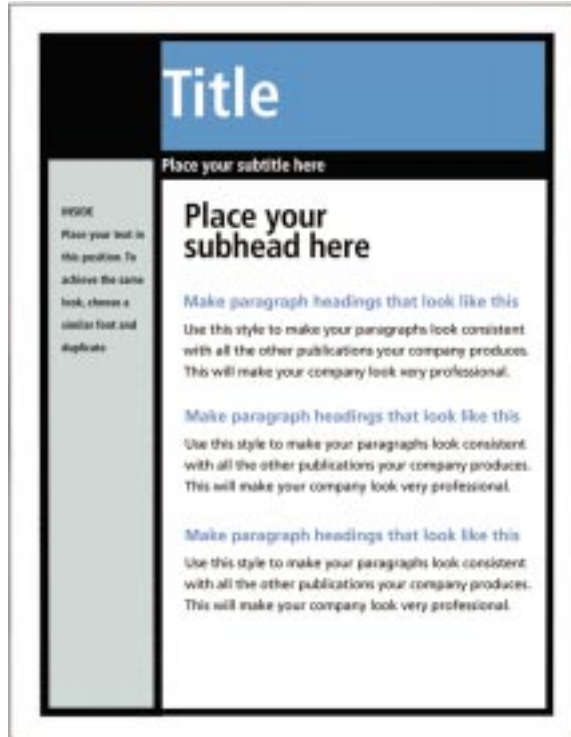 Title
Place your subtitle here
INSIDE
Place your text in
this position. To
achieve the same
look, choose a
similar font and
duplicate
Place your
subhead here
Make paragraph headings that look like this
Use this style to make your paragraphs look consistent
with all the other publications your company produces.
This will make your company look very professional.
Make paragraph headings that look like this
Use this style to make your paragraphs look consistent
with all the other publications your company produces.
This will make your company look very professional.
Make paragraph headings that look like this
Use this style to make your paragraphs look consistent
with all the other publications your company produces.
This will make your company look very professional.